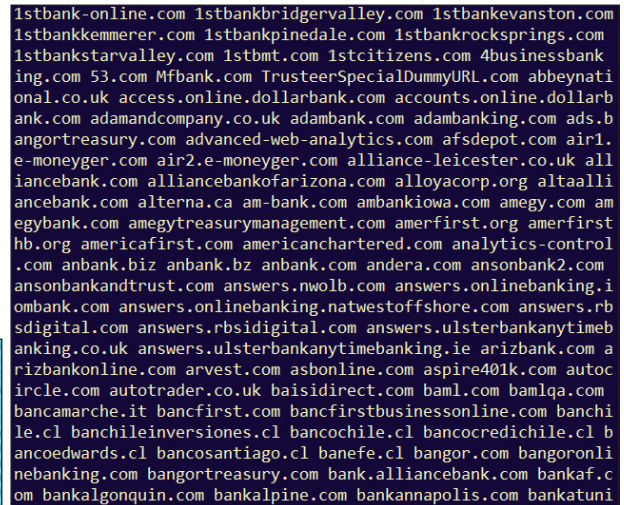 1stbank-online.com 1stbankbridgervalley.com 1stbankevanston.com
1stbankkemmerer.com 1stbankpinedale.com 1stbankrocksprings.com
1stbankstarvalley.com 1stbmt.com 1stcitizens.com 4businessbank
ing.com 53.com Mfbank.com TrusteerSpecialDummyURL.com abbeynati
onal.co.uk access.online.dollarbank.com accounts.online.dollarb
ank.com adamandcompany.co.uk adambank.com adambanking.com ads.b
angortreasury.com advanced-web-analytics.com afsdepot.com air1.
e-moneyger.com air2.e-moneyger.com alliance-leicester.co.uk all
iancebank.com alliancebankofarizona.com alloyacorp.org altaalli
ancebank.com alterna.ca am-bank.com ambankiowa.com amegy.com am
egybank.com amegytreasurymanagement.com amerfirst.org amerfirst
hb.org americafirst.com americanchartered.com analytics-control
.com anbank.biz anbank.bz anbank.com andera.com ansonbank2.com
ansonbankandtrust.com answers.nwolb.com answers.onlinebanking.i
ombank.com answers.onlinebanking.natwestoffshore.com answers.rb
sdigital.com answers.rbsidigital.com answers.ulsterbankanytimeb
anking.co.uk answers.ulsterbankanytimebanking.ie arizbank.com a
rizbankonline.com arvest.com asbonline.com aspire401k.com autoc
ircle.com autotrader.co.uk baisidirect.com baml.com bamlqa.com
bancamarche.it bancfirst.com bancfirstbusinessonline.com banchi
le.cl banchileinversiones.cl bancochile.cl bancocredichile.cl b
ancoedwards.cl bancosantiago.cl banefe.cl bangor.com bangoronli
nebanking.com bangortreasury.com bank.alliancebank.com bankaf.c
om bankalgonquin.com bankalpine.com bankannapolis.com bankatuni